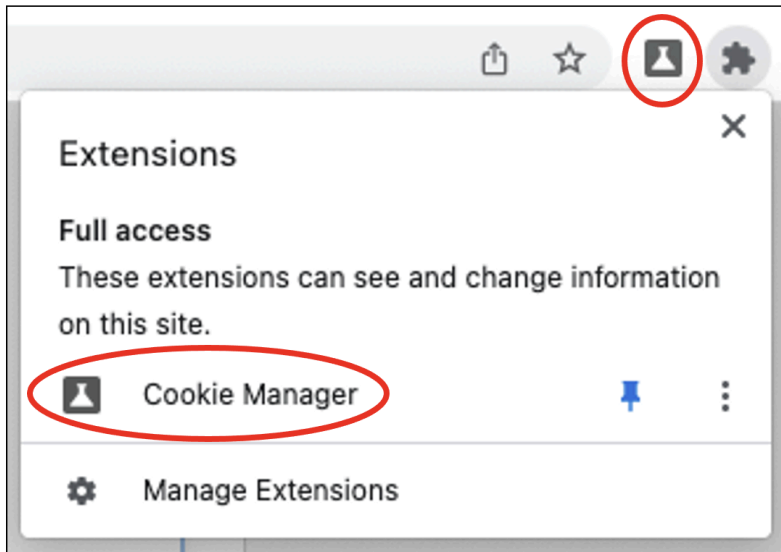 Extensions
Full access
These extensions can see and change information
on this site.
Cookie Manager
Manage Extensions